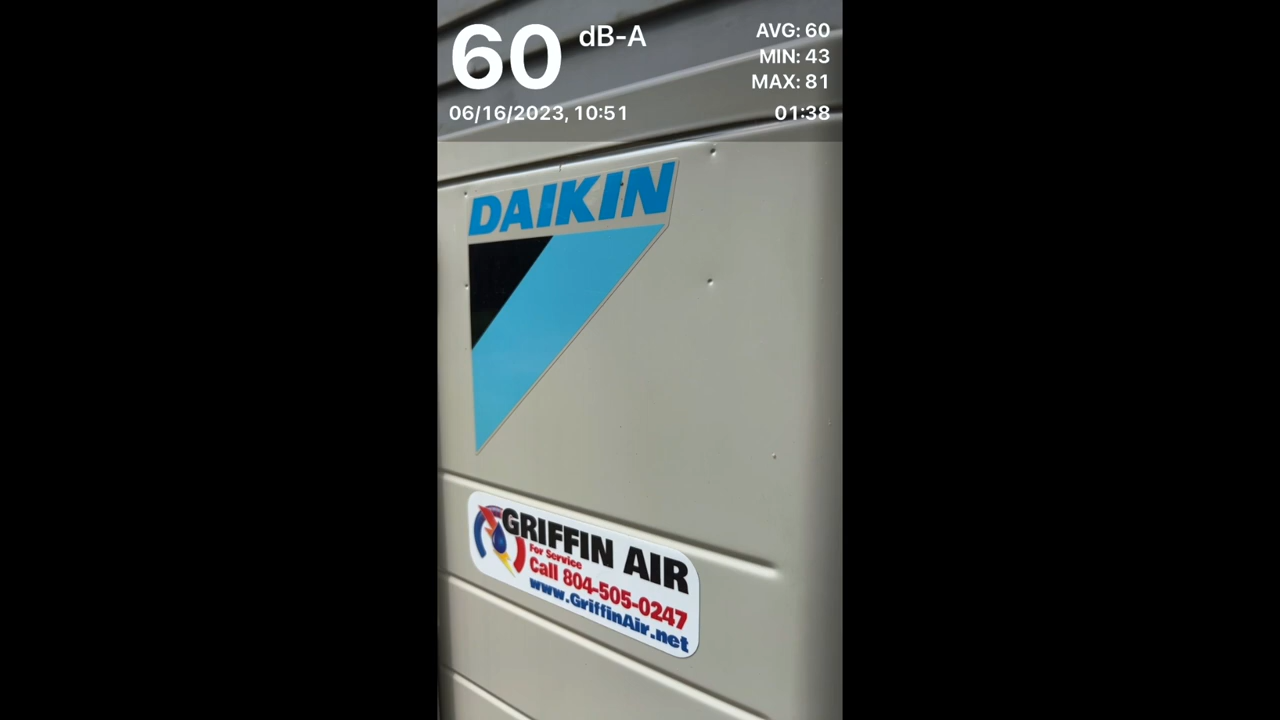 60 dB-A
AVG: 60
MIN: 43
MAX: 81
06/16/2023, 10:51
01:38
DAIKIN
GRIFFIN AIR
For Service
Call 804-505-0247
www.GriffinAir.net